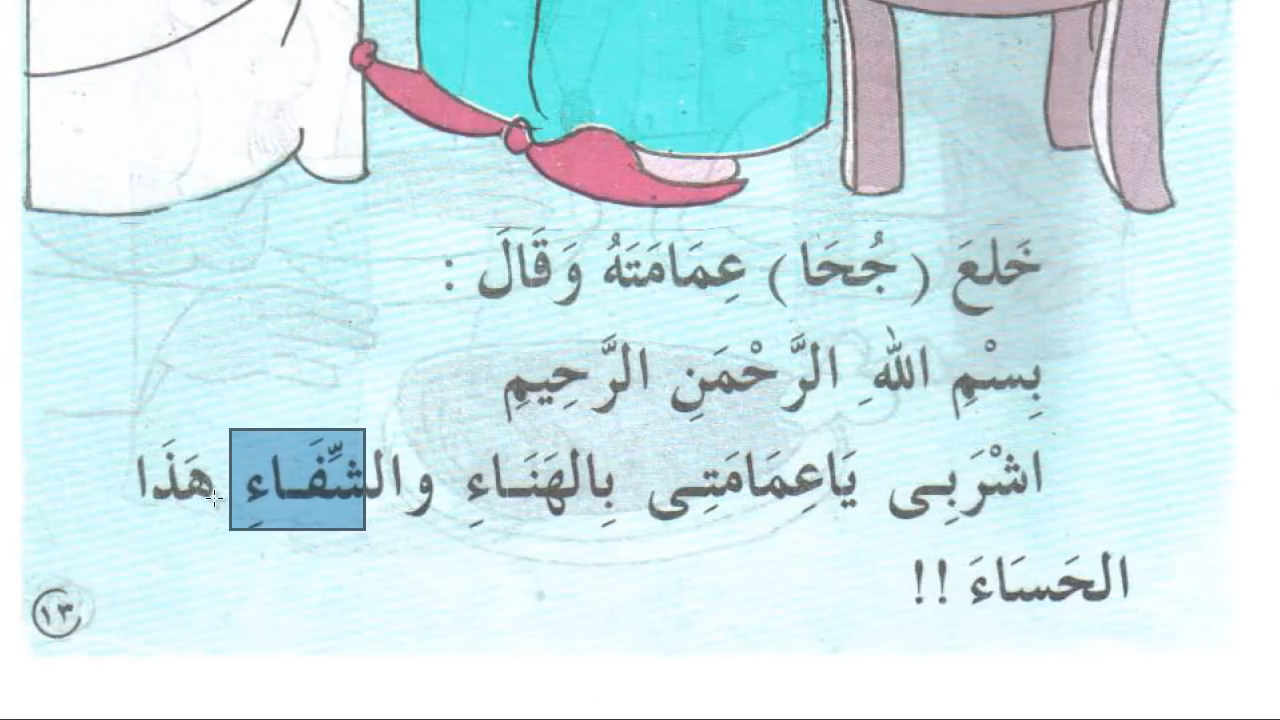 خَلعَ ( جُحَا ) عِمَامَتَهُ وَقَالَ :
بِسْمِ اللهِ الرَّحْمَنِ الرَّحِيمِ
اشْرَبِى يَاعِمَامَتِى بِالهَنَاءِ والشِّفَاءِ هَذَا
الحَسَاءَ !!
١٣